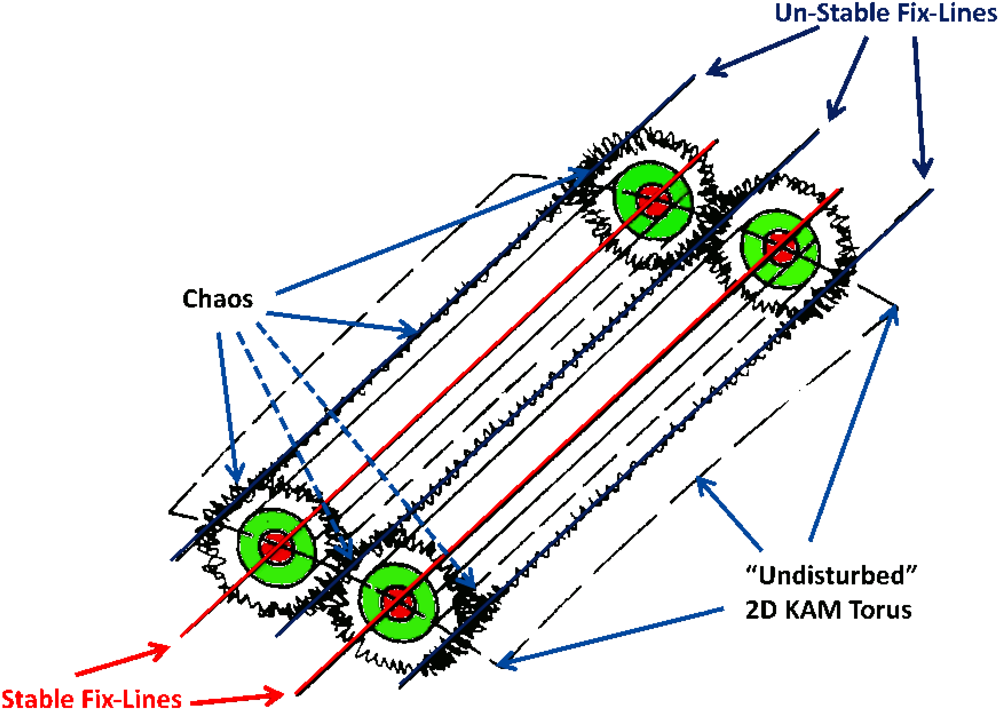 Un-Stable Fix-Lines
Chaos
“Undisturbed”
2D KAM Torus
Stable Fix-Lines